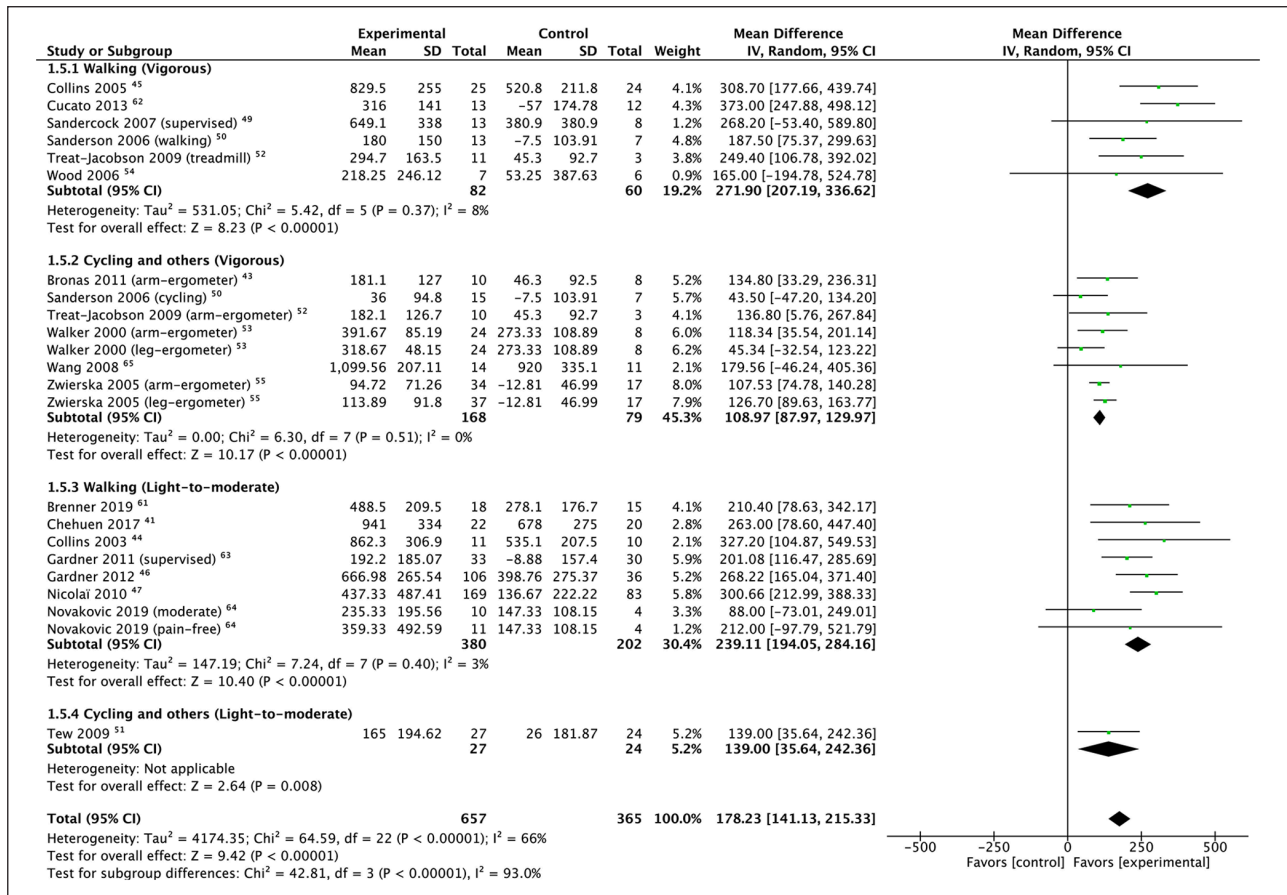 Experimental Control Mean Difference Mean Difference
Study or Subgroup Mean SD Total Mean SD Total Weight IV, Random, 95% CI IV, Random, 95% CI
1.5.1 Walking (Vigorous)
Collins 2005 45 829.5 255 25 520.8 211.8 24 4.1% 308.70 [177.66, 439.74]
Cucato 2013 62 316 141 13 -57 174.78 12 4.3% 373.00 [247.88, 498.12]
Sandercock 2007 (supervised) 49 649.1 338 13 380.9 380.9 8 1.2% 268.20 [-53.40, 589.80]
Sanderson 2006 (walking) 50 180 150 13 -7.5 103.91 7 4.8% 187.50 [75.37, 299.63]
Treat-Jacobson 2009 (treadmill) 52 294.7 163.5 11 45.3 92.7 3 3.8% 249.40 [106.78, 392.02]
Wood 2006 54 218.25 246.12 7 53.25 387.63 6 0.9% 165.00 [-194.78, 524.78]
Subtotal (95% CI) 82 60 19.2% 271.90 [207.19, 336.62]
Heterogeneity: Tau² = 531.05; Chi² = 5.42, df = 5 (P = 0.37); I² = 8%
Test for overall effect: Z = 8.23 (P < 0.00001)
1.5.2 Cycling and others (Vigorous)
Bronas 2011 (arm-ergometer) 43 181.1 127 10 46.3 92.5 8 5.2% 134.80 [33.29, 236.31]
Sanderson 2006 (cycling) 50 36 94.8 15 -7.5 103.91 7 5.7% 43.50 [-47.20, 134.20]
Treat-Jacobson 2009 (arm-ergometer) 52 182.1 126.7 10 45.3 92.7 3 4.2% 136.80 [5.76, 267.84]
Walker 2000 (arm-ergometer) 53 391.67 85.19 24 273.33 108.89 8 6.0% 118.34 [35.54, 201.14]
Walker 2000 (leg-ergometer) 53 318.67 48.15 24 273.33 108.89 8 6.2% 45.34 [-32.54, 123.22]
Wang 2008 65 1,099.56 207.11 14 920 335.1 11 2.1% 179.56 [-46.24, 405.36]
Zwierska 2005 (arm-ergometer) 55 94.72 71.26 34 -12.81 46.99 17 8.0% 107.53 [74.78, 140.28]
Zwierska 2005 (leg-ergometer) 55 113.89 91.8 37 -12.81 46.99 17 7.9% 126.70 [89.63, 163.77]
Subtotal (95% CI) 168 79 45.3% 108.97 [87.97, 129.97]
Heterogeneity: Tau² = 0.00; Chi² = 6.30, df = 7 (P = 0.51); I² = 0%
Test for overall effect: Z = 10.17 (P < 0.00001)
1.5.3 Walking (Light-to-moderate)
Brenner 2019 61 488.5 209.5 18 278.1 176.7 15 4.1% 210.40 [78.63, 342.17]
Chehuen 2017 41 941 334 22 678 275 20 2.8% 263.00 [78.60, 447.40]
Collins 2003 44 862.3 306.9 11 535.1 207.5 10 2.2% 327.20 [104.87, 549.53]
Gardner 2011 (supervised) 63 192.2 185.07 33 -8.88 157.4 30 5.9% 201.08 [116.47, 285.69]
Gardner 2012 46 666.98 265.54 106 398.76 275.37 36 5.2% 268.22 [165.04, 371.40]
Nicolaï 2010 47 437.33 487.41 169 136.67 222.22 83 5.8% 300.66 [212.99, 388.33]
Novakovic 2019 (moderate) 64 235.33 195.56 10 147.33 108.15 4 3.3% 88.00 [-73.01, 249.01]
Novakovic 2019 (pain-free) 64 359.33 492.59 11 147.33 108.15 4 1.2% 212.00 [-97.79, 521.79]
Subtotal (95% CI) 380 202 30.4% 239.11 [194.05, 284.16]
Heterogeneity: Tau² = 147.19; Chi² = 7.24, df = 7 (P = 0.40); I² = 3%
Test for overall effect: Z = 10.40 (P < 0.00001)
1.5.4 Cycling and others (Light-to-moderate)
Tew 2009 51 165 194.62 27 26 181.87 24 5.2% 139.00 [35.64, 242.36]
Subtotal (95% CI) 27 24 5.2% 139.00 [35.64, 242.36]
Heterogeneity: Not applicable
Test for overall effect: Z = 2.64 (P = 0.008)
Total (95% CI) 657 365 100.0% 178.23 [141.13, 215.33]
Heterogeneity: Tau² = 4174.35; Chi² = 64.59, df = 22 (P < 0.00001); I² = 66%
Test for overall effect: Z = 9.42 (P < 0.00001)
Test for subgroup differences: Chi² = 42.81, df = 3 (P < 0.00001), I² = 93.0%
-500 -250 0 250 500
Favors [control] Favors [experimental]